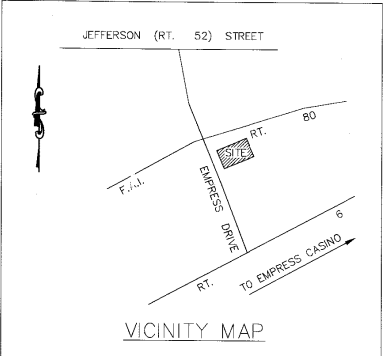 JEFFERSON (RT. 52) STREET
F.A.I. RT. 80
SITE
EMPRESS DRIVE
RT. 6
TO EMPRESS CASINO
VICINITY MAP